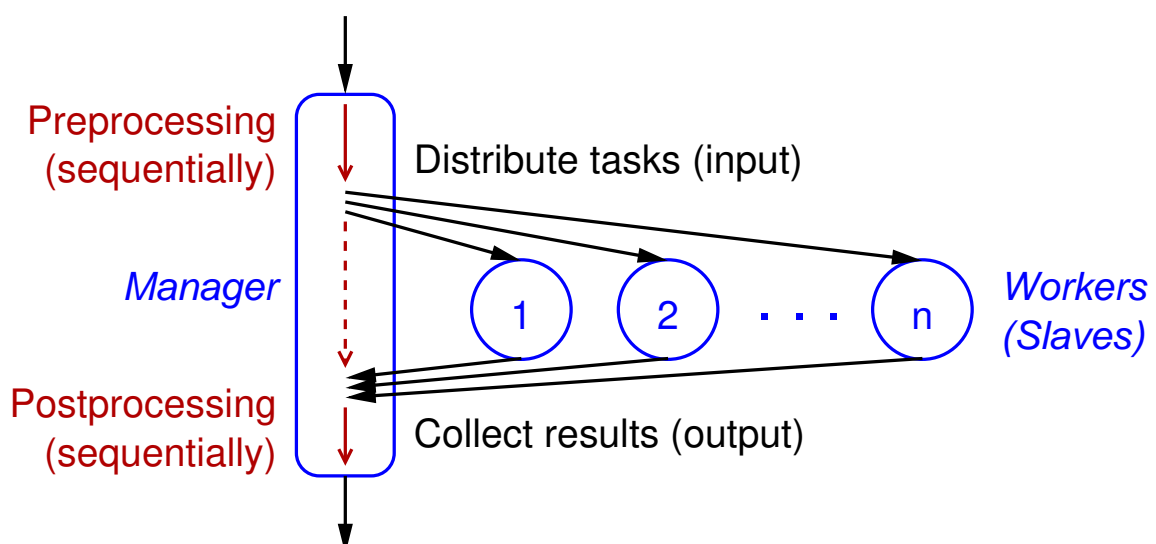 Preprocessing
(sequentially)
Distribute tasks (input)
Manager
1
2
. . .
n
Workers
(Slaves)
Postprocessing
(sequentially)
Collect results (output)